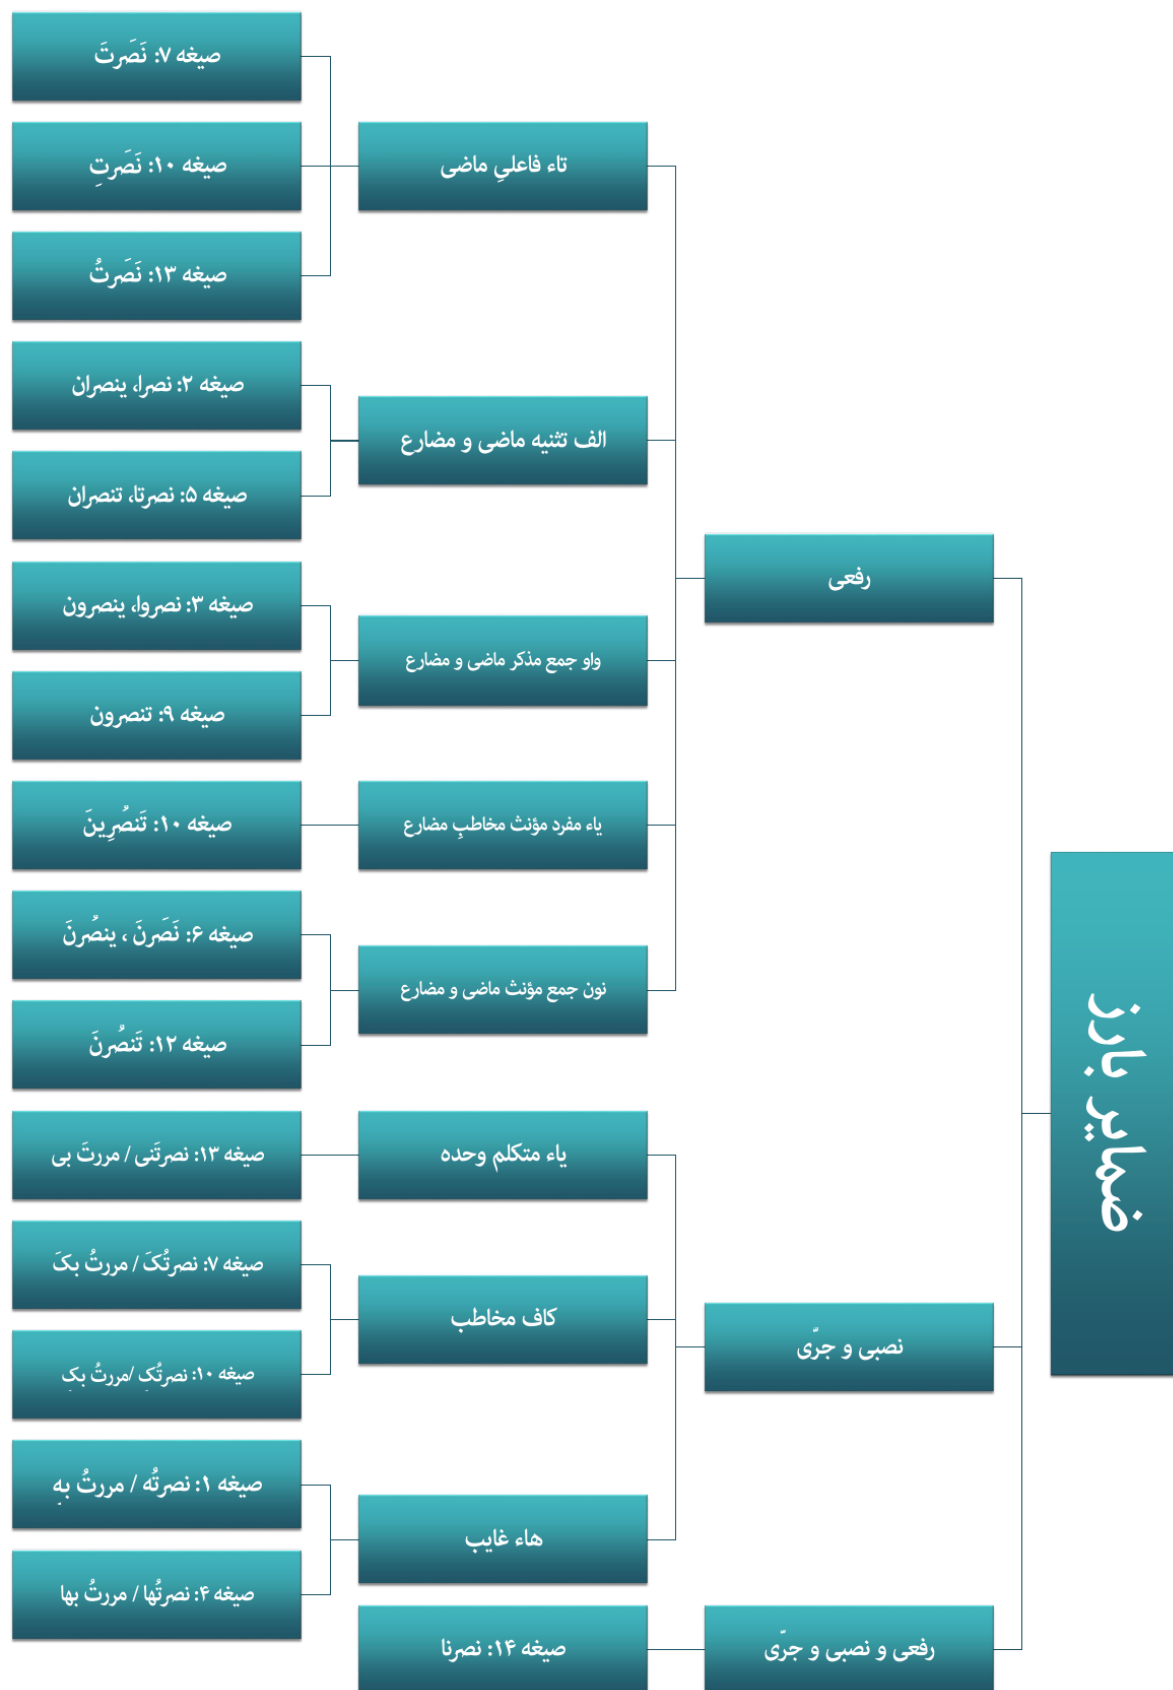 ضمایر بارز
رفعی
تاء فاعلیِ ماضی
صیغه ۷: نَصَرتَ
صیغه ۱۰: نَصَرتِ
صیغه ۱۳: نَصَرتُ
الف تثنیه ماضی و مضارع
صیغه ۲: نصرا، ینصران
صیغه ۵: نصرتا، تنصران
واو جمع مذکر ماضی و مضارع
صیغه ۳: نصروا، ینصرون
صیغه ۹: تنصرون
یاء مفرد مؤنث مخاطبِ مضارع
صیغه ۱۰: تَنصُرِینَ
نون جمع مؤنث ماضی و مضارع
صیغه ۶: نَصَرنَ ، ینصُرنَ
صیغه ۱۲: تَنصُرنَ
نصبی و جرّی
یاء متکلم وحده
صیغه ۱۳: نصرتَنی / مررتَ بی
کاف مخاطب
صیغه ۷: نصرتُکَ / مررتُ بکَ
صیغه ۱۰: نصرتُکِ /مررتُ بکِ
هاء غایب
صیغه ۱: نصرتُه / مررتُ بهِ
صیغه ۴: نصرتُها / مررتُ بها
رفعی و نصبی و جرّی
صیغه ۱۴: نصرنا